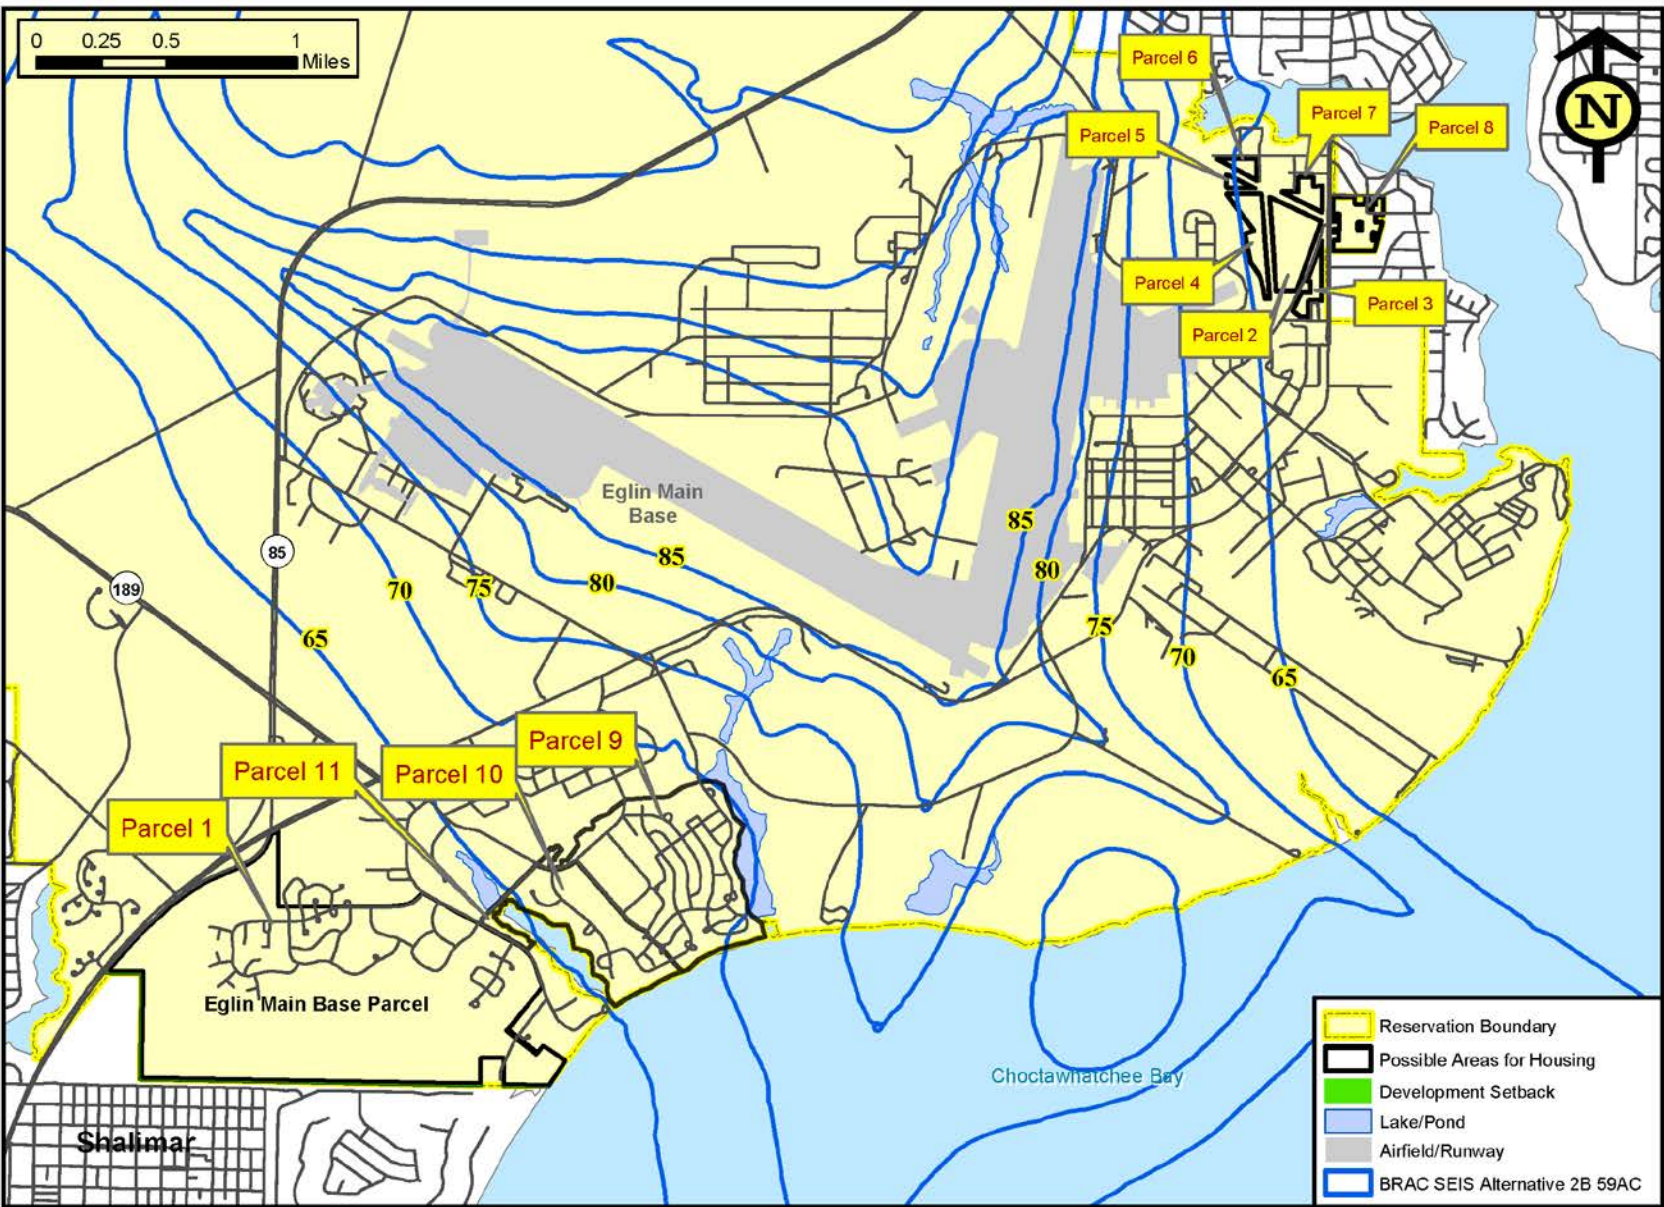 0 0.25 0.5 1
Miles
N
Parcel 6
Parcel 7
Parcel 5
Parcel 8
Parcel 4
Parcel 3
Parcel 2
Eglin Main
Base
85
85
80
85
80
75
70
189
75
70
65
65
Parcel 9
Parcel 11
Parcel 10
Parcel 1
Eglin Main Base Parcel
Choctawhatchee Bay
Shalimar
Reservation Boundary
Possible Areas for Housing
Development Setback
Lake/Pond
Airfield/Runway
BRAC SEIS Alternative 2B 59AC